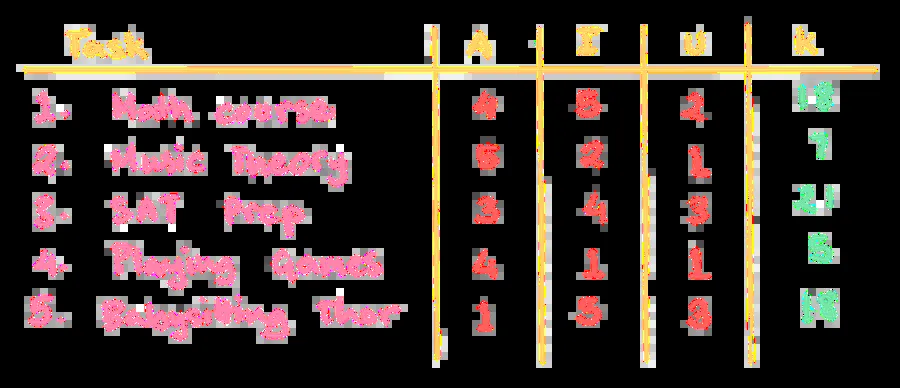 Task A I U K
1. Math course 4 5 2 18
2. Music Theory 5 2 1 7
3. SAT Prep 3 4 3 21
4. Playing Games 4 1 1 5
5. Babysitting Thor 1 5 3 18